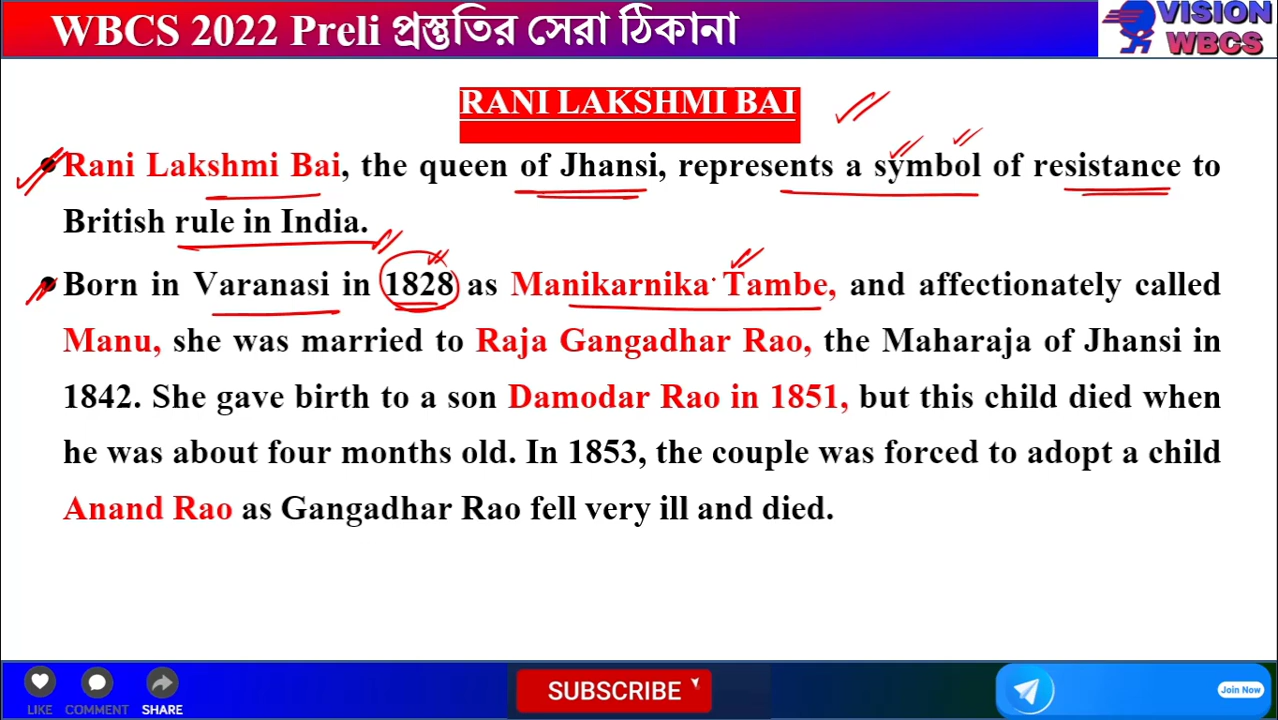 WBCS 2022 Preli প্রস্তুতির সেরা ঠিকানা
VISION
WBCS
RANI LAKSHMI BAI
Rani Lakshmi Bai, the queen of Jhansi, represents a symbol of resistance to
British rule in India.
Born in Varanasi in 1828 as Manikarnika Tambe, and affectionately called
Manu, she was married to Raja Gangadhar Rao, the Maharaja of Jhansi in
1842. She gave birth to a son Damodar Rao in 1851, but this child died when
he was about four months old. In 1853, the couple was forced to adopt a child
Anand Rao as Gangadhar Rao fell very ill and died.
LIKE COMMENT SHARE
SUBSCRIBE
Join Now